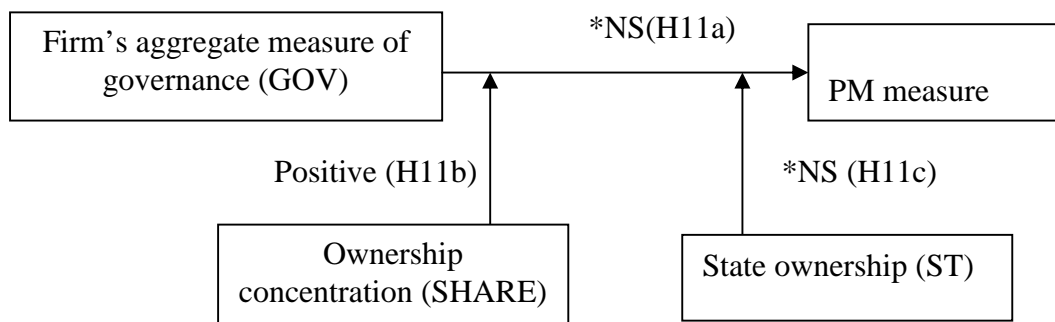 *NS(H11a)
Firm’s aggregate measure of
governance (GOV)
PM measure
Positive (H11b)
*NS (H11c)
Ownership
concentration (SHARE)
State ownership (ST)